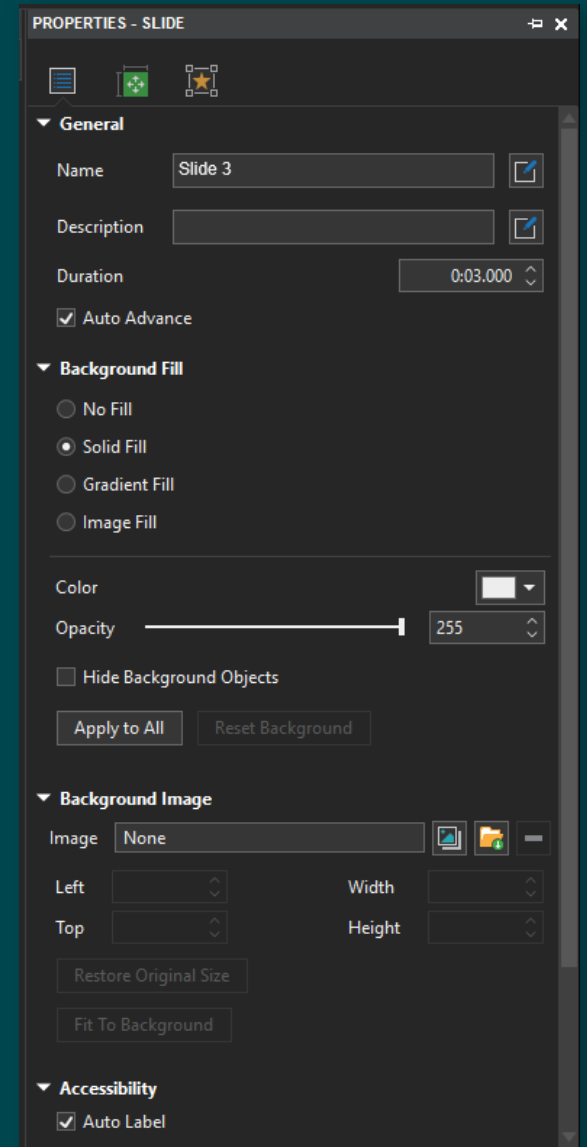 PROPERTIES - SLIDE
General
Name Slide 3
Description
Duration 0:03.000
Auto Advance
Background Fill
No Fill
Solid Fill
Gradient Fill
Image Fill
Color
Opacity 255
Hide Background Objects
Apply to All Reset Background
Background Image
Image None
Left Width
Top Height
Restore Original Size
Fit To Background
Accessibility
Auto Label